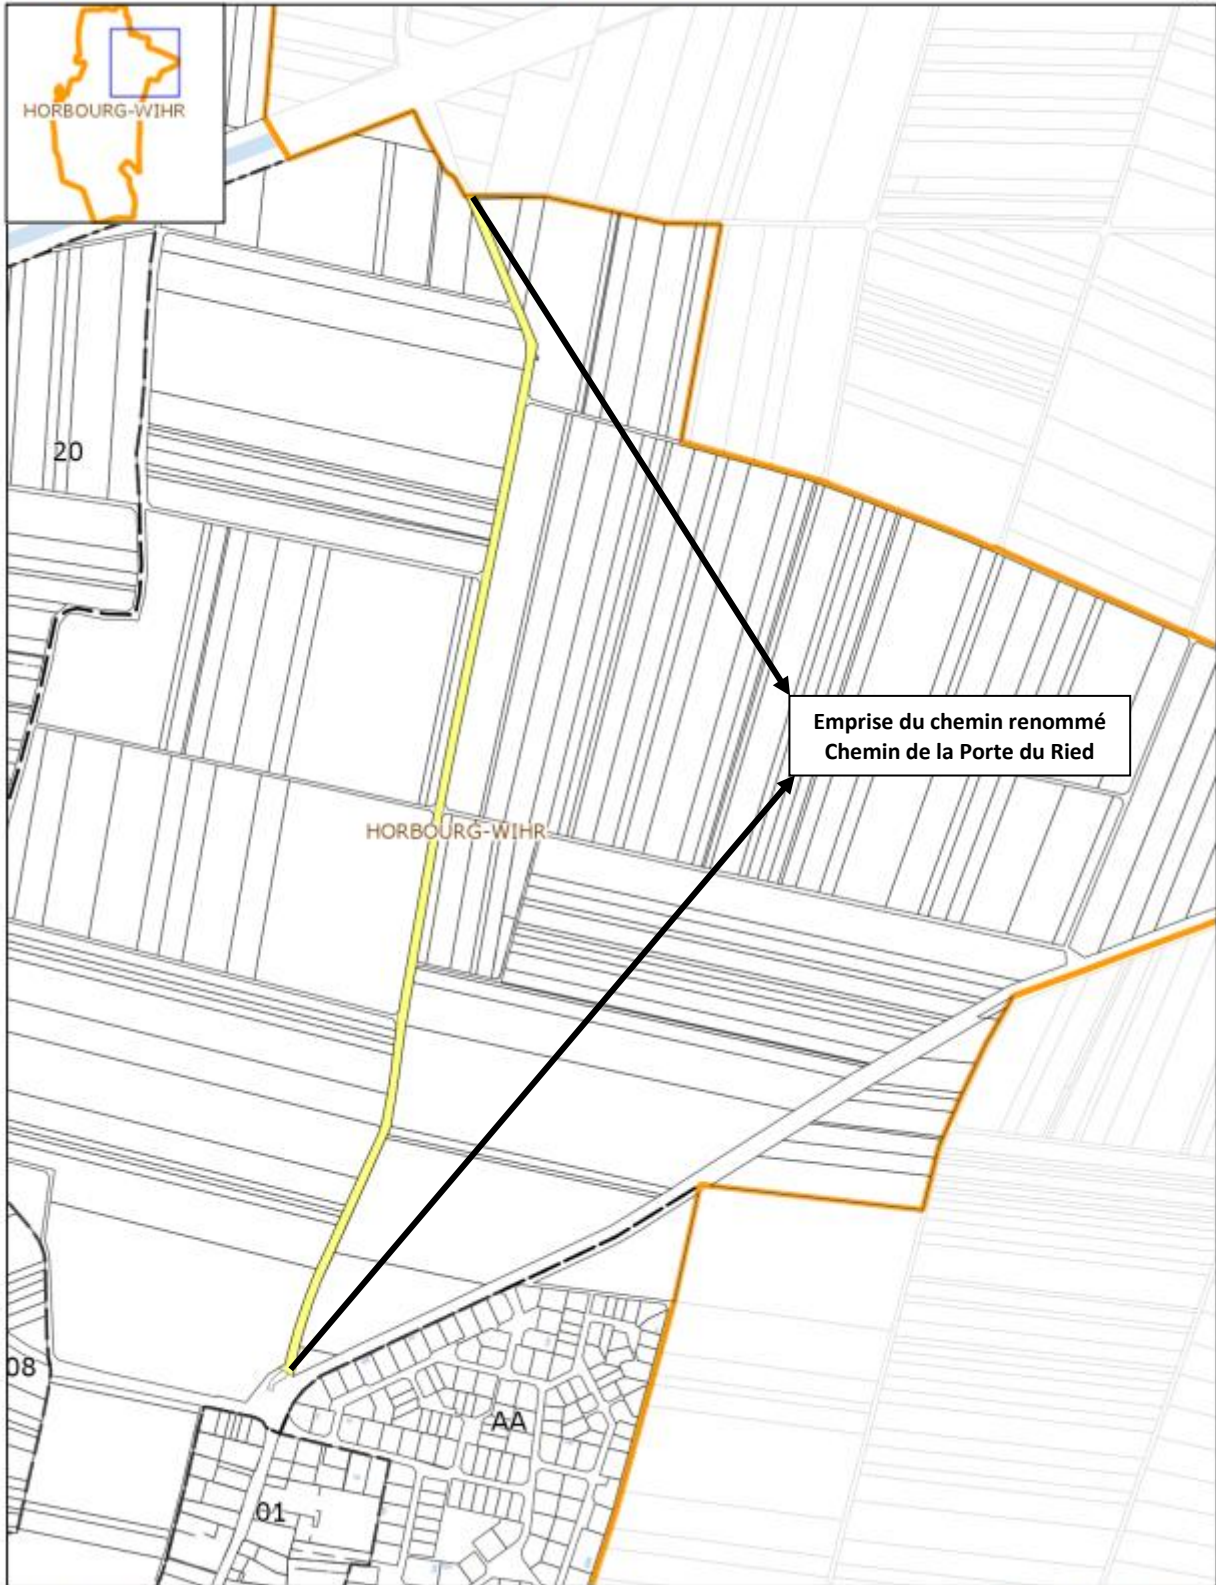 HORBOURG-WIHR
20
Emprise du chemin renommé
Chemin de la Porte du Ried
HORBOURG-WIHR
08
AA
01